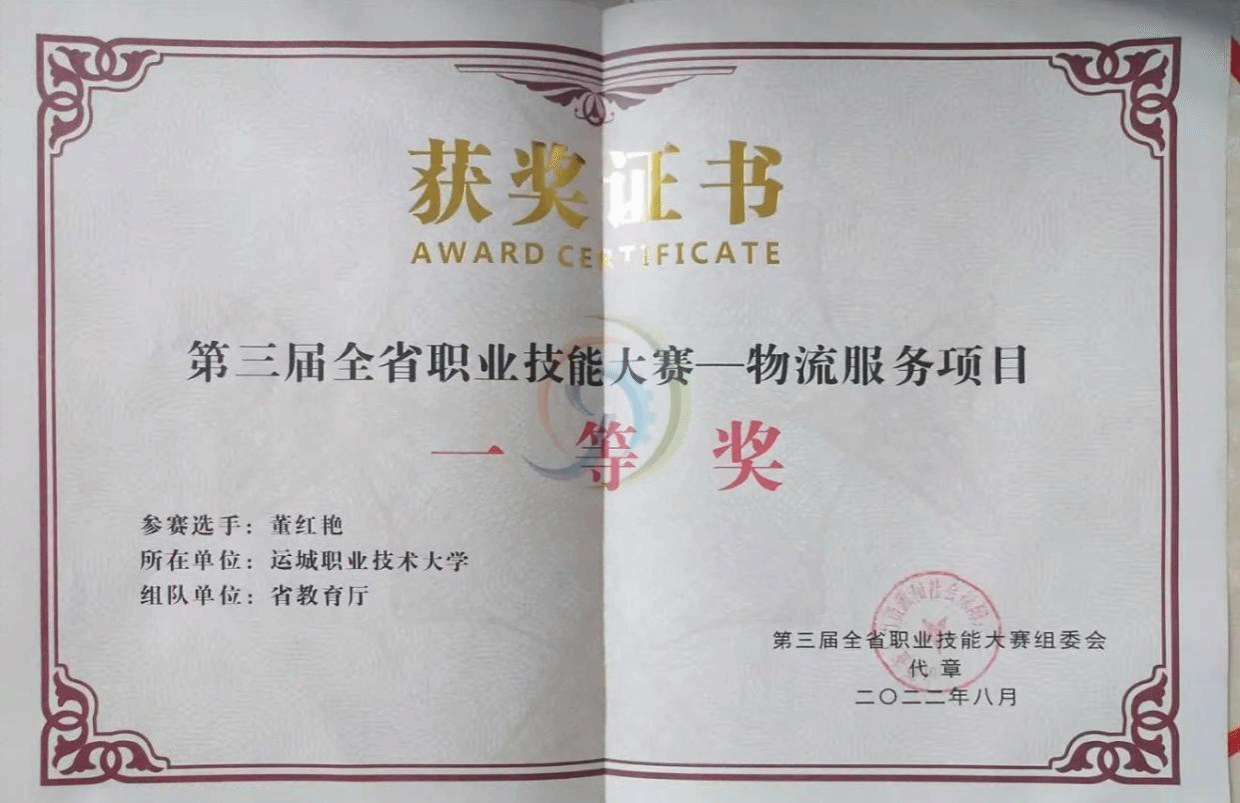 获奖证书
AWARD CERTIFICATE
第三届全省职业技能大赛—物流服务项目
一等奖
参赛选手：董红艳
所在单位：运城职业技术大学
组队单位：省教育厅
第三届全省职业技能大赛组委会
代章
二〇二二年八月